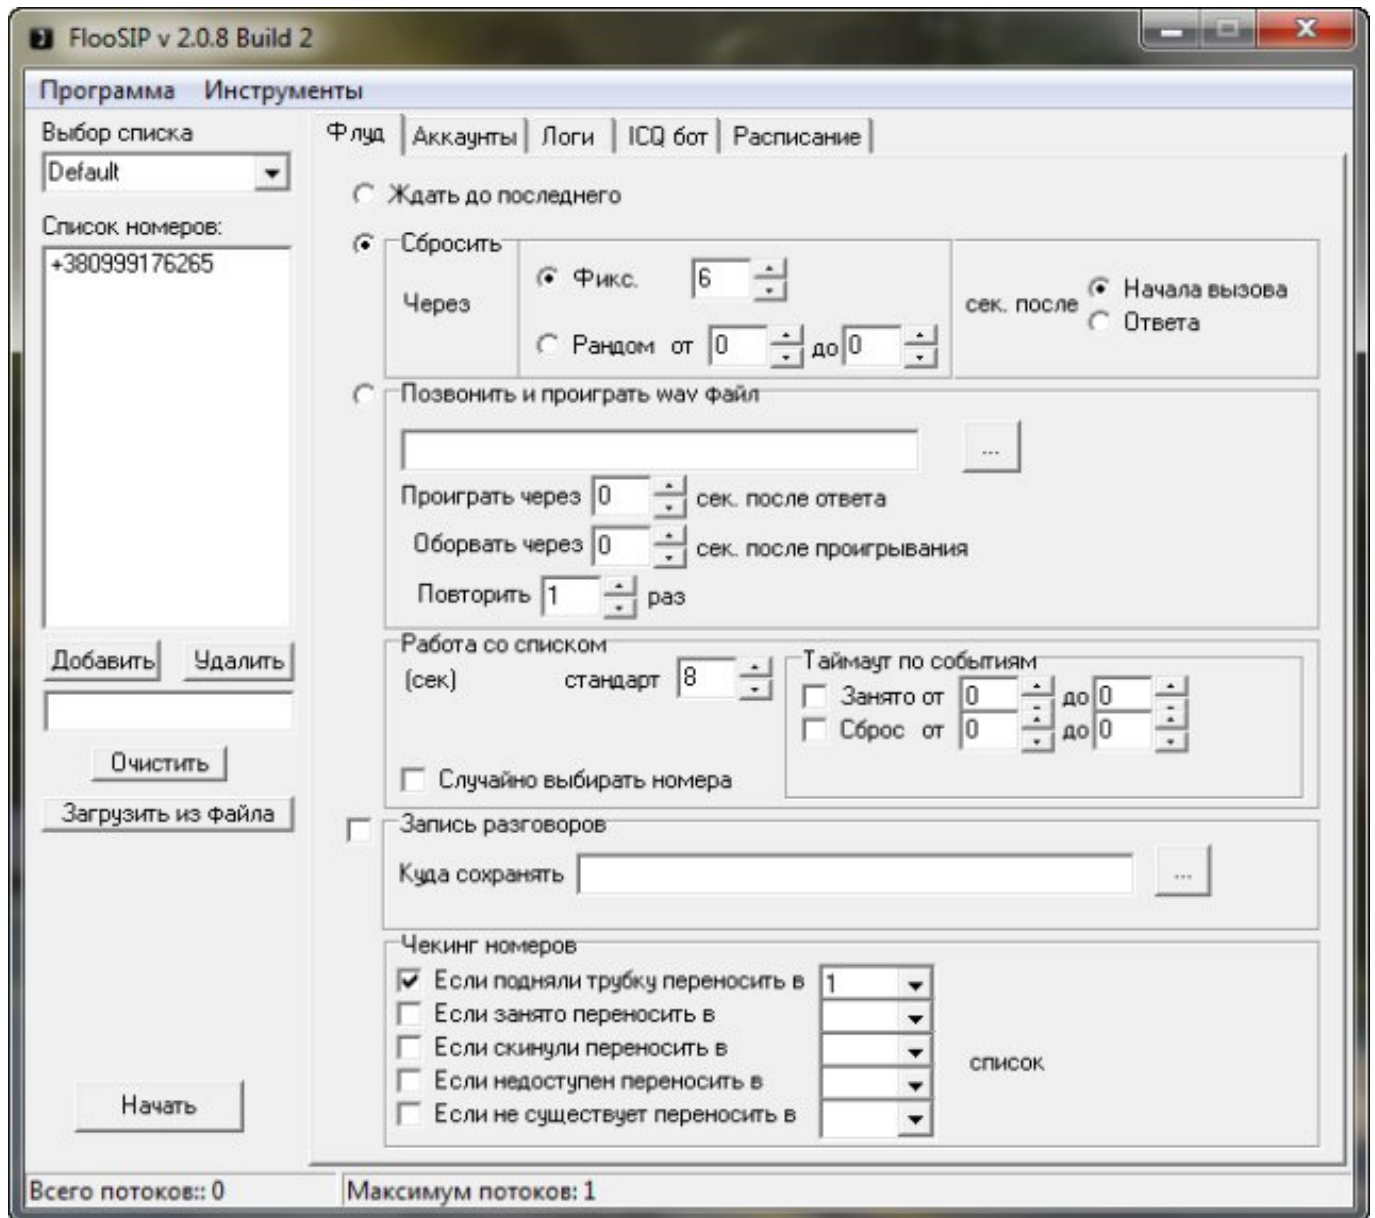 FlooSIP v 2.0.8 Build 2
Программа Инструменты
Выбор списка
Default
Список номеров:
+380999176265
Добавить Удалить
Очистить
Загрузить из файла
Начать
Флуд Аккаунты Логи ICQ бот Расписание
Ждать до последнего
Сбросить
Через
Фикс. 6
Рандом от 0 до 0
сек. после
Начала вызова
Ответа
Позвонить и проиграть wav файл
...
Проиграть через 0 сек. после ответа
Оборвать через 0 сек. после проигрывания
Повторить 1 раз
Работа со списком
(сек) стандарт 8
Таймаут по событиям
Занято от 0 до 0
Сброс от 0 до 0
Случайно выбирать номера
Запись разговоров
Куда сохранять ...
Чекинг номеров
Если подняли трубку переносить в 1
Если занято переносить в
Если скинули переносить в
Если недоступен переносить в
Если не существует переносить в
список
Всего потоков:: 0 Максимум потоков: 1